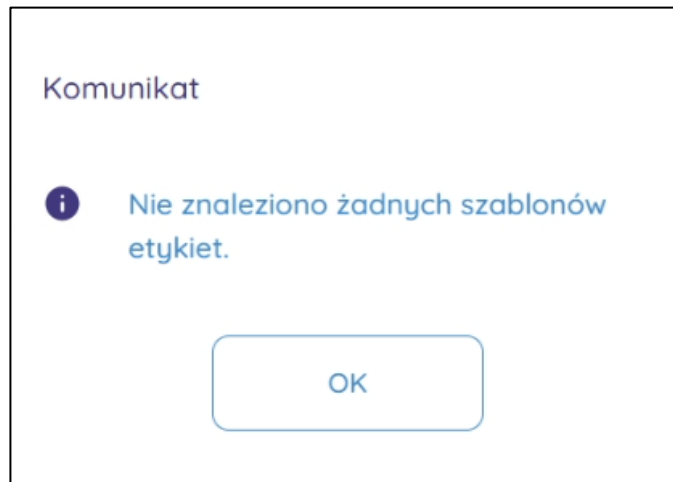 Komunikat
Nie znaleziono żadnych szablonów
etykiet.
OK